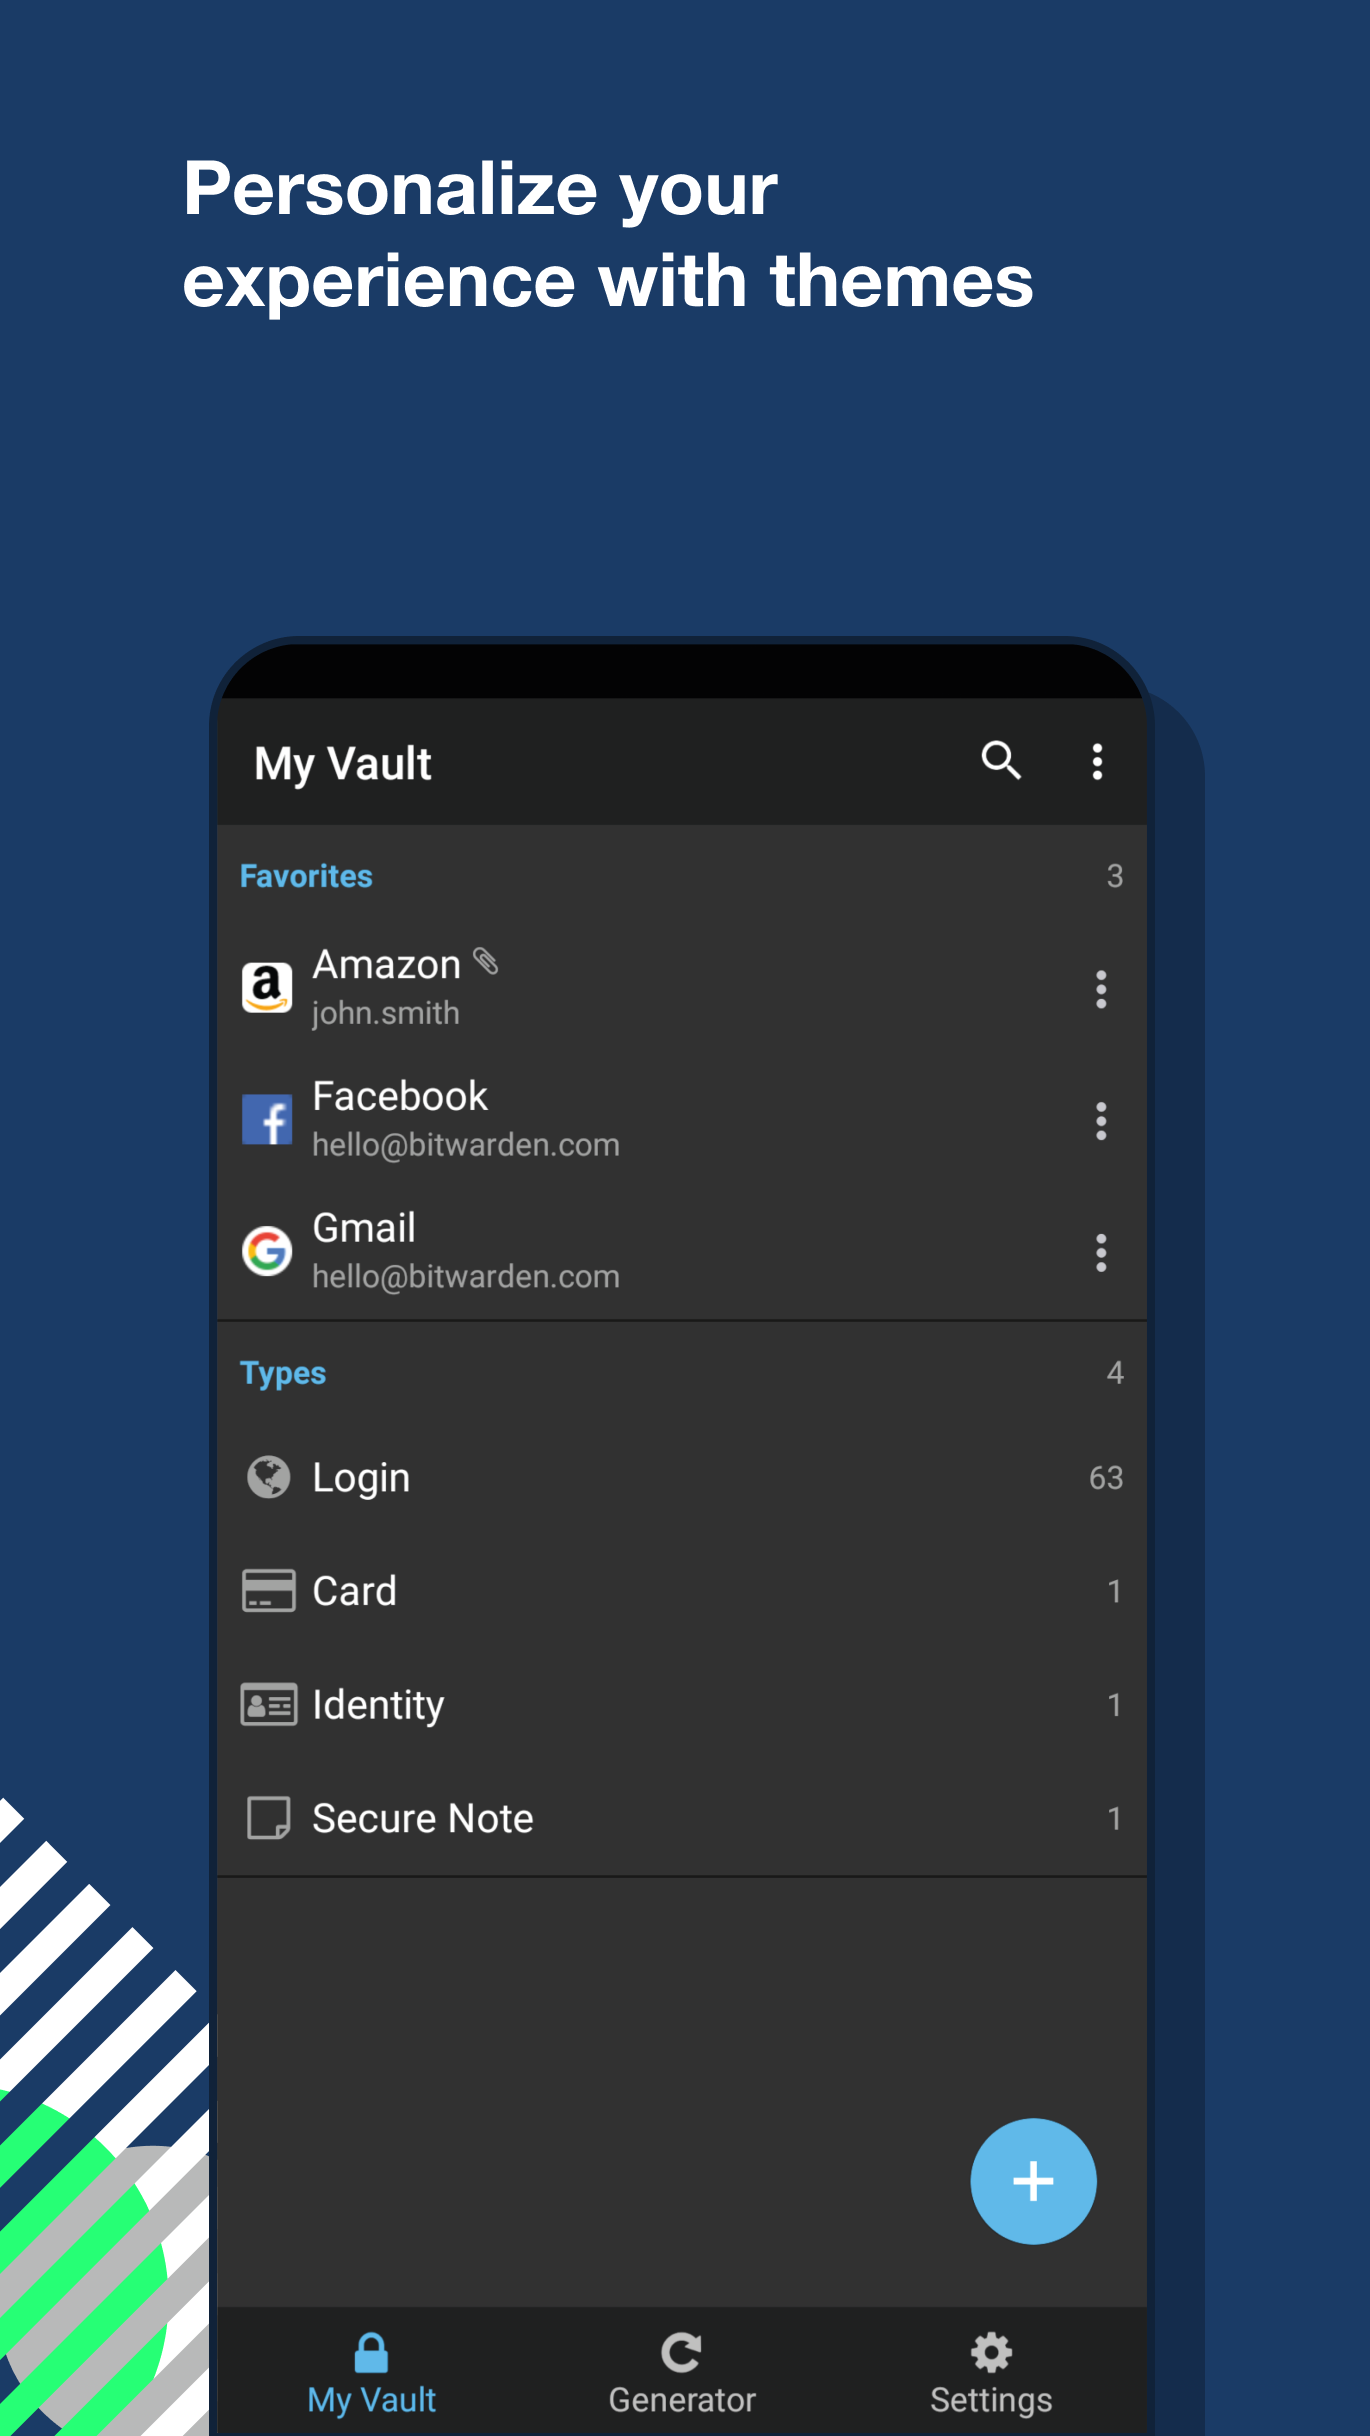 Personalize your
experience with themes
My Vault
Favorites 3
Amazon
john.smith
Facebook
hello@bitwarden.com
Gmail
hello@bitwarden.com
Types 4
Login 63
Card 1
Identity 1
Secure Note 1
My Vault Generator Settings